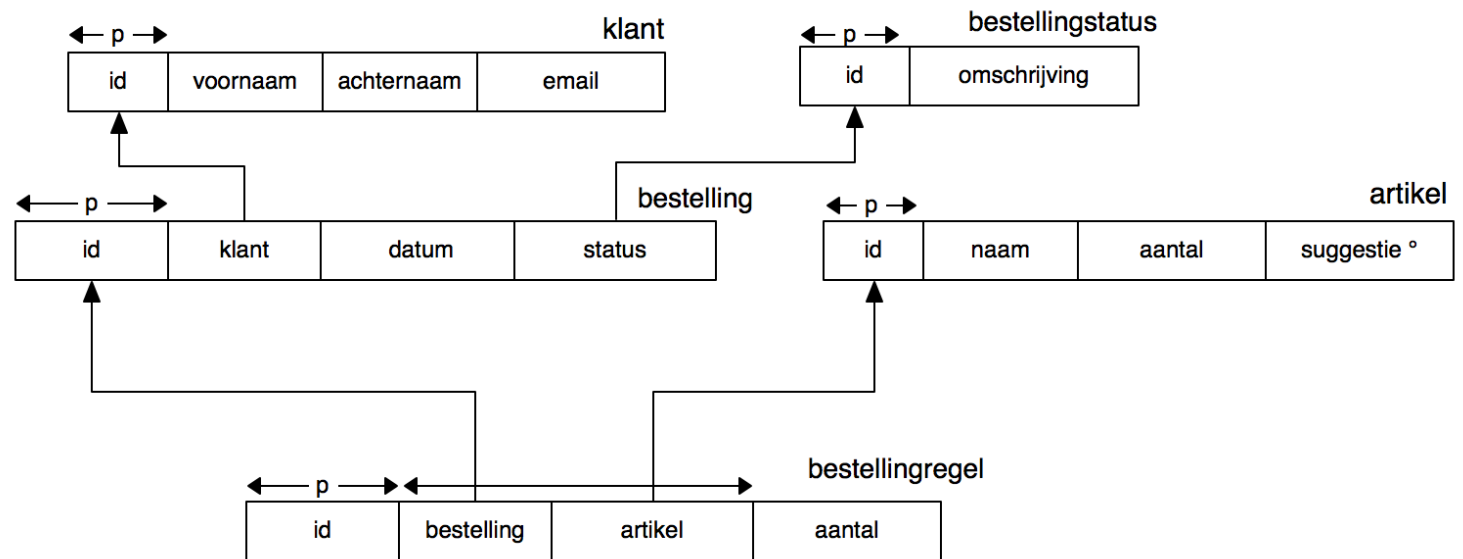 klant
p
id voornaam achternaam email
bestellingstatus
p
id omschrijving
bestelling
p
id klant datum status
artikel
p
id naam aantal suggestie °
bestellingregel
p
id bestelling artikel aantal